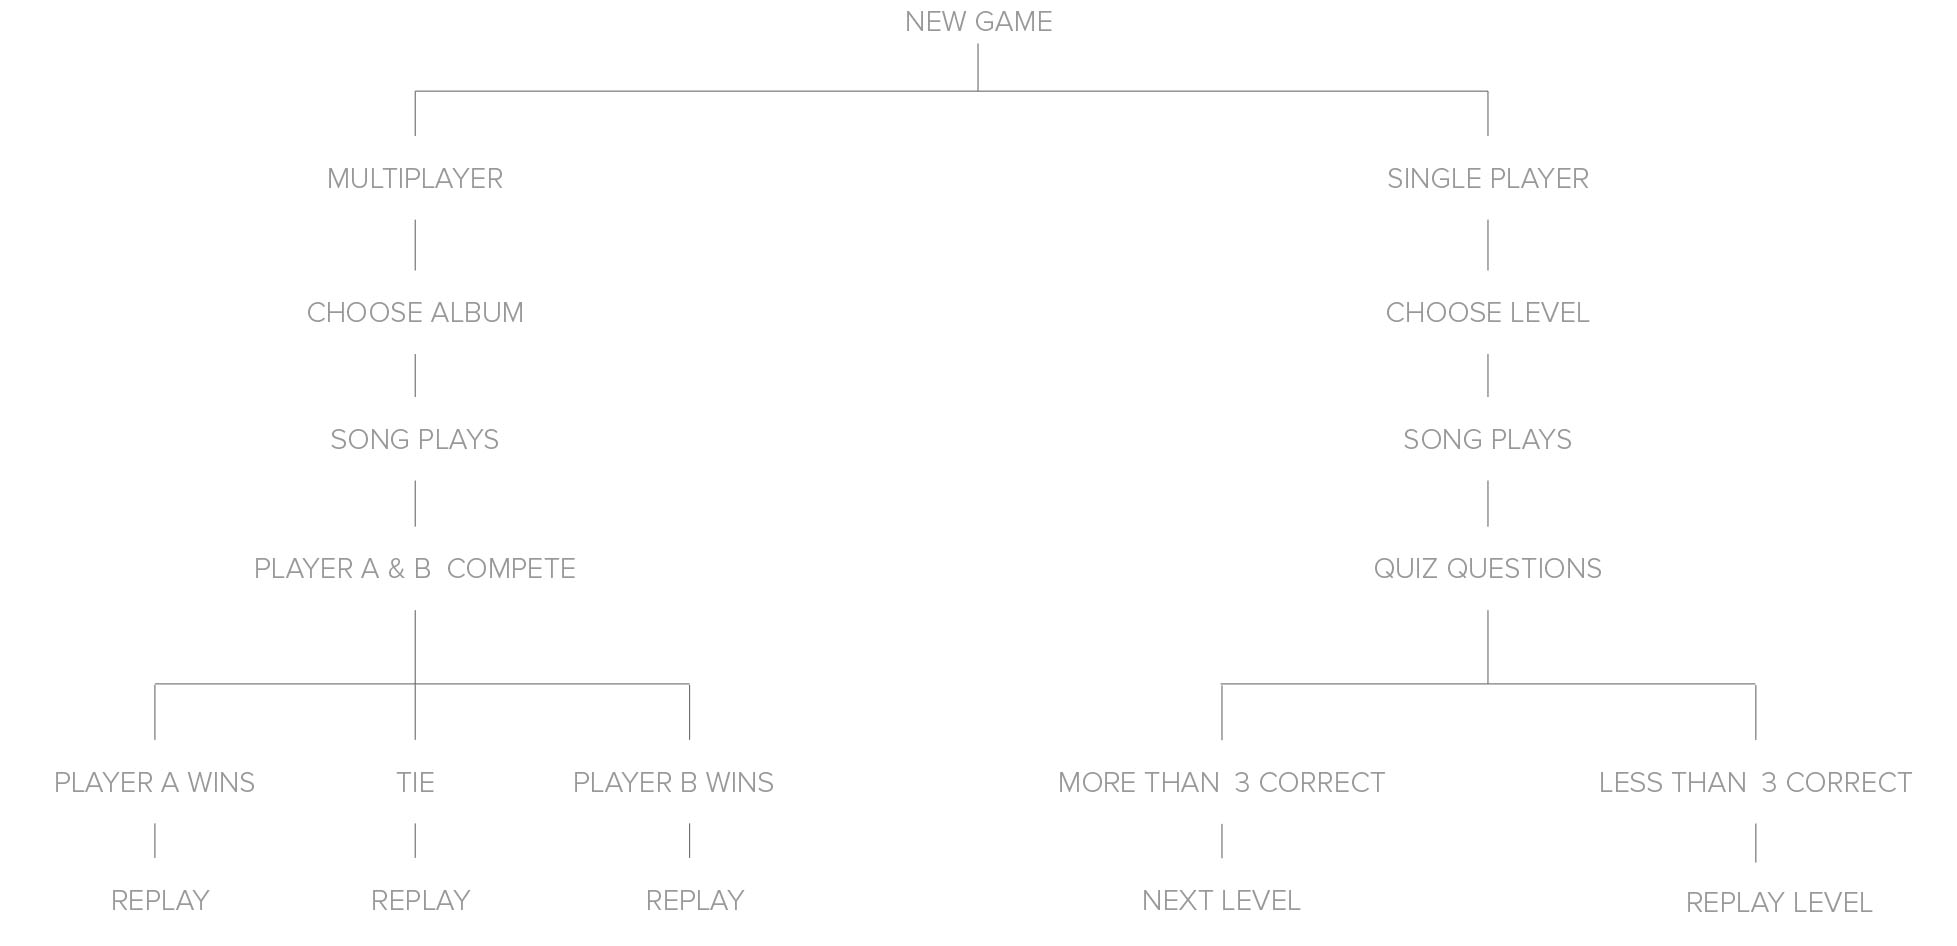 NEW GAME
MULTIPLAYER
SINGLE PLAYER
CHOOSE ALBUM
CHOOSE LEVEL
SONG PLAYS
SONG PLAYS
PLAYER A & B  COMPETE
QUIZ QUESTIONS
PLAYER A WINS
TIE
PLAYER B WINS
MORE THAN  3 CORRECT
LESS THAN  3 CORRECT
REPLAY
REPLAY
REPLAY
NEXT LEVEL
REPLAY LEVEL